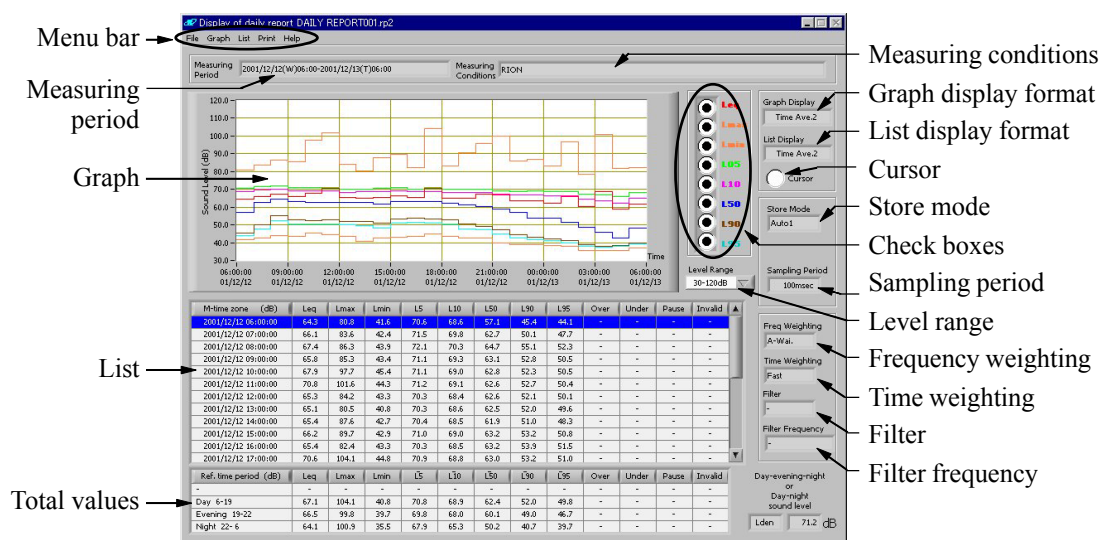 Display of daily report DAILY REPORT001.rp2
File Graph List Print Help
Menu bar
Measuring Period 2001/12/12(W)06:00-2001/12/13(T)06:00 Measuring Conditions RION
Measuring period
Graph
List
Total values
Measuring conditions
Graph display format
List display format
Cursor
Store mode
Check boxes
Sampling period
Level range
Frequency weighting
Time weighting
Filter
Filter frequency
Sound Level (dB)
120.0
110.0
100.0
90.0
80.0
70.0
60.0
50.0
40.0
30.0
Time
06:00:00 09:00:00 12:00:00 15:00:00 18:00:00 21:00:00 00:00:00 03:00:00 06:00:00
01/12/12 01/12/12 01/12/12 01/12/12 01/12/12 01/12/12 01/12/13 01/12/13 01/12/13
Leq
Lmax
Lmin
L05
L10
L50
L90
L95
Level Range
30-120dB
Graph Display
Time Ave.2
List Display
Time Ave.2
Cursor
Store Mode
Auto1
Sampling Period
100msec
Freq Weighting
A-Wai.
Time Weighting
Fast
Filter
-
Filter Frequency
-
M-time zone (dB) Leq Lmax Lmin L5 L10 L50 L90 L95 Over Under Pause Invalid
2001/12/12 06:00:00 64.3 80.8 41.6 70.6 68.6 57.1 45.4 44.1 - - - -
2001/12/12 07:00:00 66.1 83.6 42.4 71.5 69.8 62.7 50.1 47.7 - - - -
2001/12/12 08:00:00 67.4 86.3 43.9 72.1 70.3 64.7 55.1 52.3 - - - -
2001/12/12 09:00:00 65.8 85.3 43.4 71.1 69.3 63.1 52.8 50.5 - - - -
2001/12/12 10:00:00 67.9 97.7 45.4 71.1 69.0 62.8 52.3 50.5 - - - -
2001/12/12 11:00:00 70.8 101.6 44.3 71.2 69.1 62.6 52.7 50.4 - - - -
2001/12/12 12:00:00 65.3 84.2 43.3 70.3 68.4 62.6 52.1 50.1 - - - -
2001/12/12 13:00:00 65.1 80.5 40.8 70.3 68.6 62.5 52.0 49.6 - - - -
2001/12/12 14:00:00 65.4 87.6 42.7 70.4 68.5 61.9 51.0 48.3 - - - -
2001/12/12 15:00:00 66.2 89.7 42.9 71.0 69.0 63.2 53.2 50.8 - - - -
2001/12/12 16:00:00 65.4 82.4 43.3 70.3 68.5 63.2 53.9 51.5 - - - -
2001/12/12 17:00:00 70.6 104.1 44.8 70.9 68.8 63.0 53.2 51.0 - - - -
Ref. time period (dB) Leq Lmax Lmin L5 L10 L50 L90 L95 Over Under Pause Invalid
- - - - - - - - - - - - -
Day 6-19 67.1 104.1 40.8 70.8 68.9 62.4 52.0 49.8 - - - -
Evening 19-22 66.5 99.8 39.7 69.8 68.0 60.1 49.0 46.7 - - - -
Night 22- 6 64.1 100.9 35.5 67.9 65.3 50.2 40.7 39.7 - - - -
Day-evening-night
or
Day-night
sound level
Lden 71.2 dB